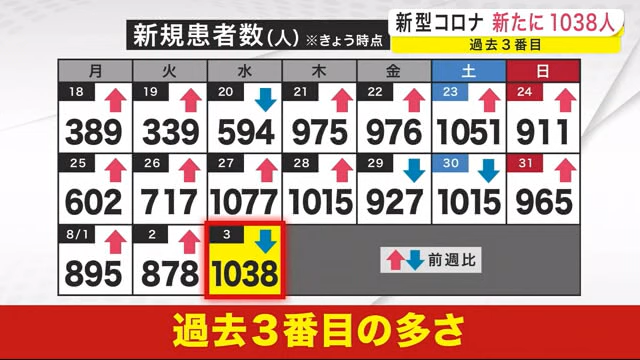 新規患者数(人) ※きょう時点
新型コロナ 新たに1038人
過去3番目
月 火 水 木 金 土 日
18 19 20 21 22 23 24
389 339 594 975 976 1051 911
25 26 27 28 29 30 31
602 717 1077 1015 927 1015 965
8/1 2 3
895 878 1038
前週比
過去3番目の多さ